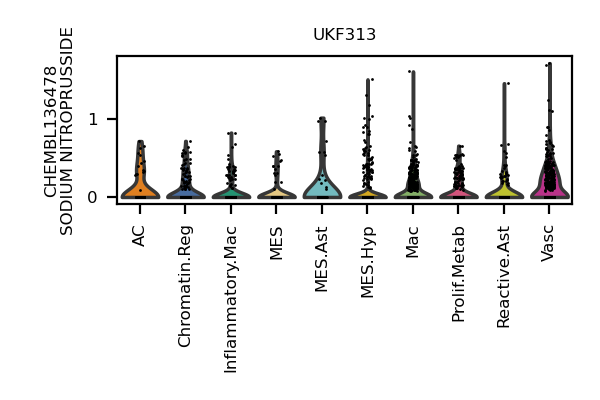 UKF313
CHEMBL136478
SODIUM NITROPRUSSIDE
1
0
AC
Chromatin.Reg
Inflammatory.Mac
MES
MES.Ast
MES.Hyp
Mac
Prolif.Metab
Reactive.Ast
Vasc